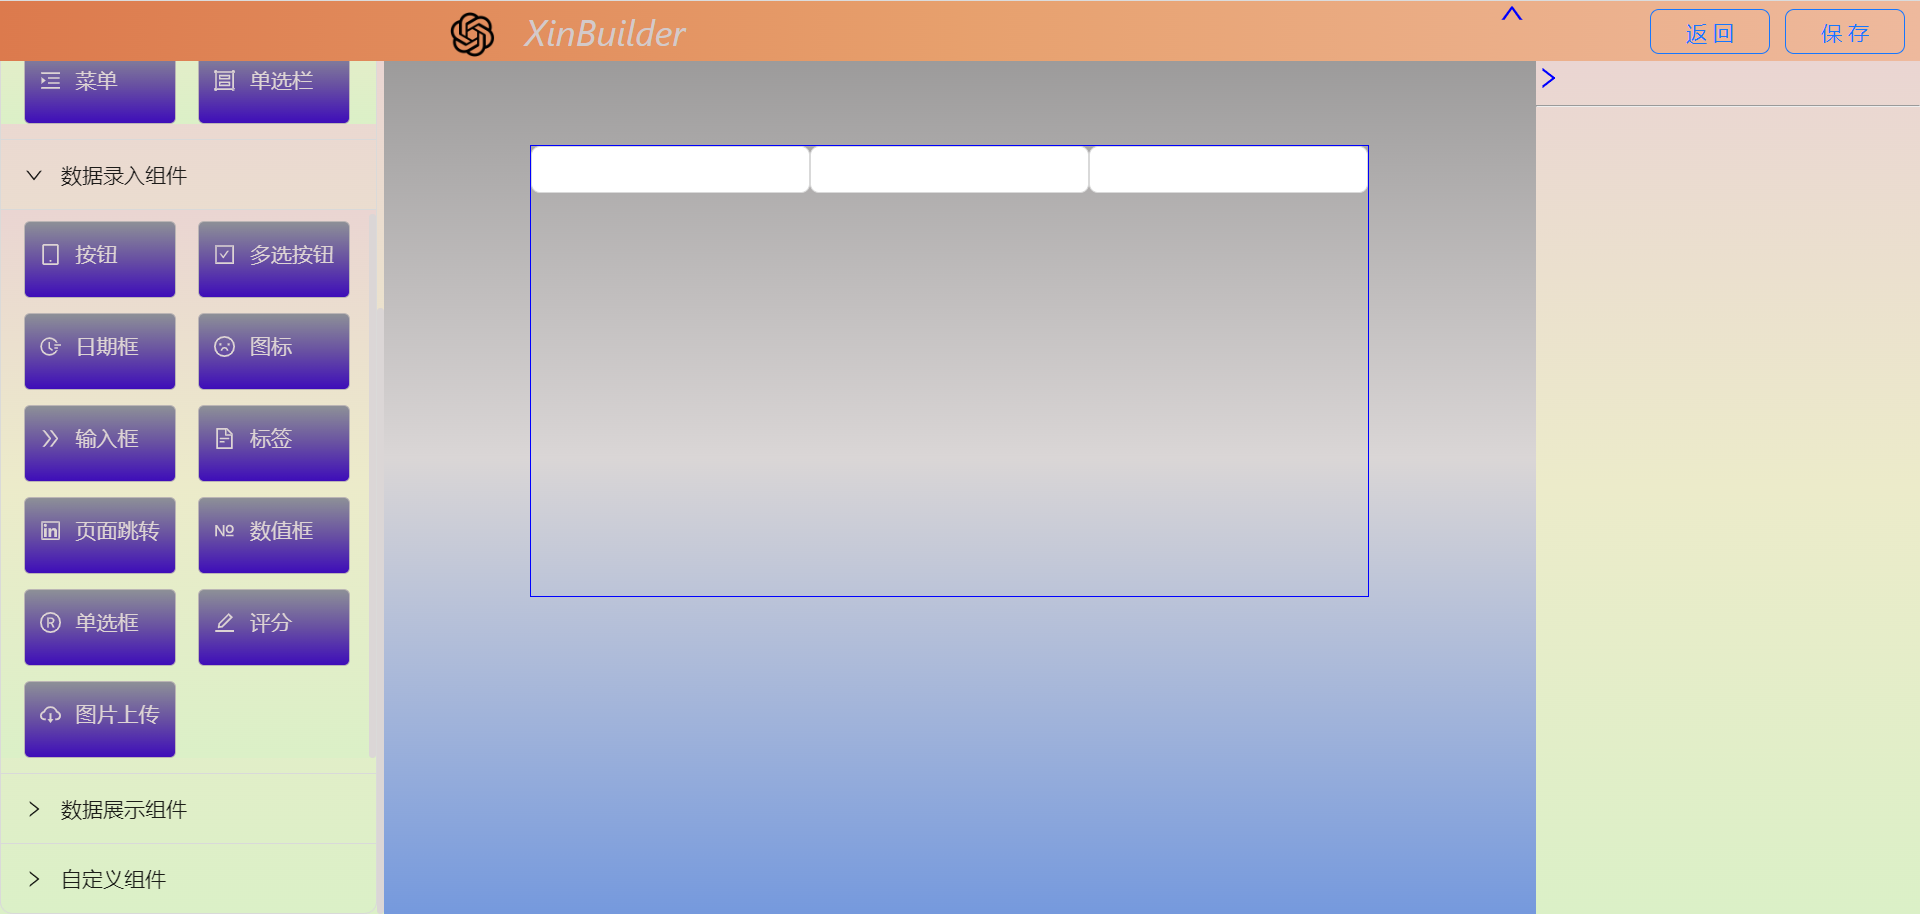 XinBuilder
返 回
保 存
菜单
单选栏
数据录入组件
按钮
多选按钮
日期框
图标
输入框
标签
页面跳转
数值框
单选框
评分
图片上传
数据展示组件
自定义组件